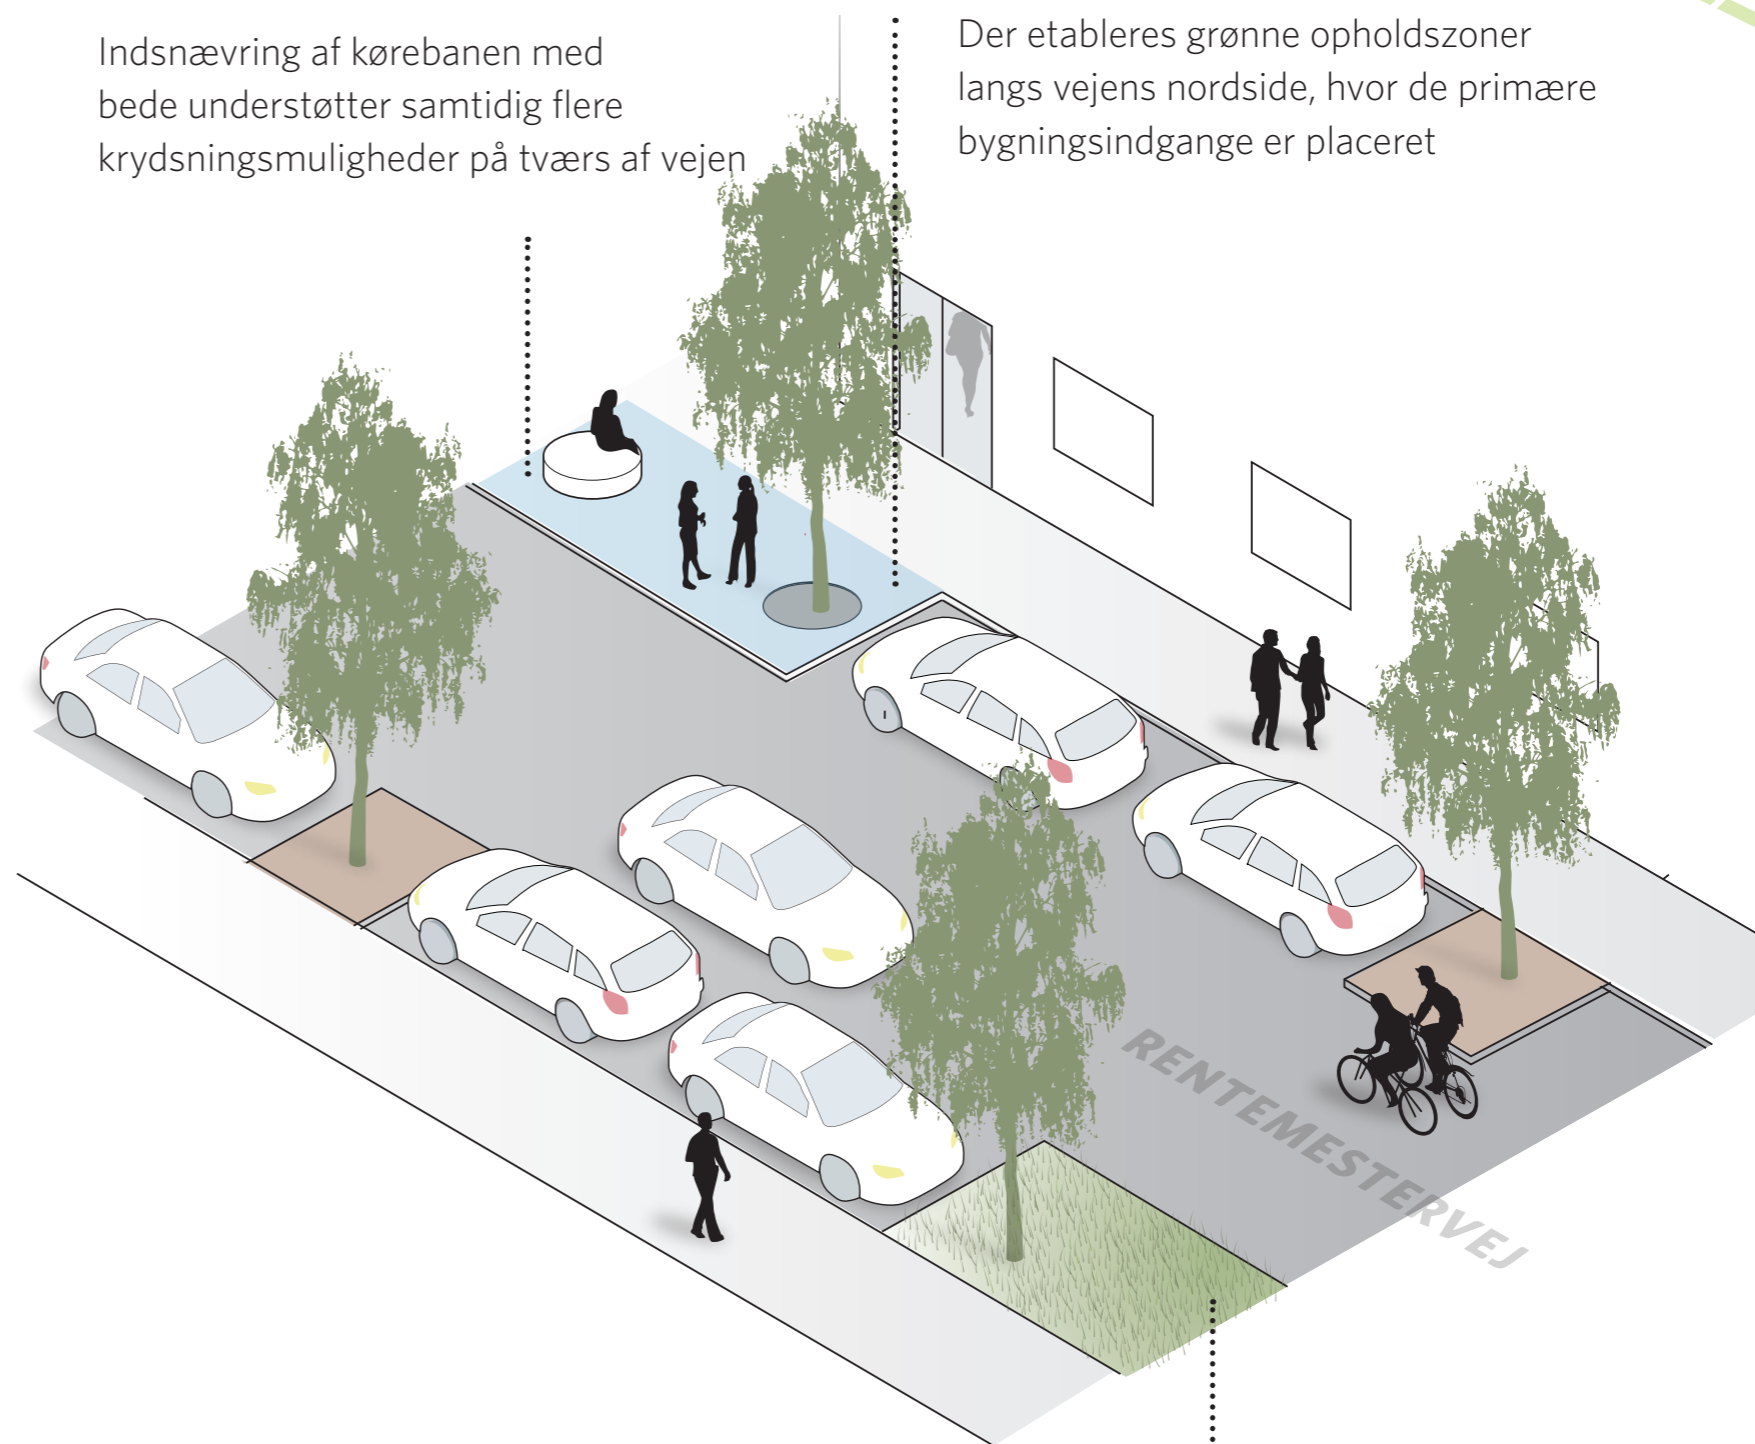 Indsnævring af kørebanen med
bede understøtter samtidig flere
krydsningsmuligheder på tværs af vejen
Der etableres grønne opholdszoner
langs vejens nordside, hvor de primære
bygningsindgange er placeret
RENTEMESTERVEJ